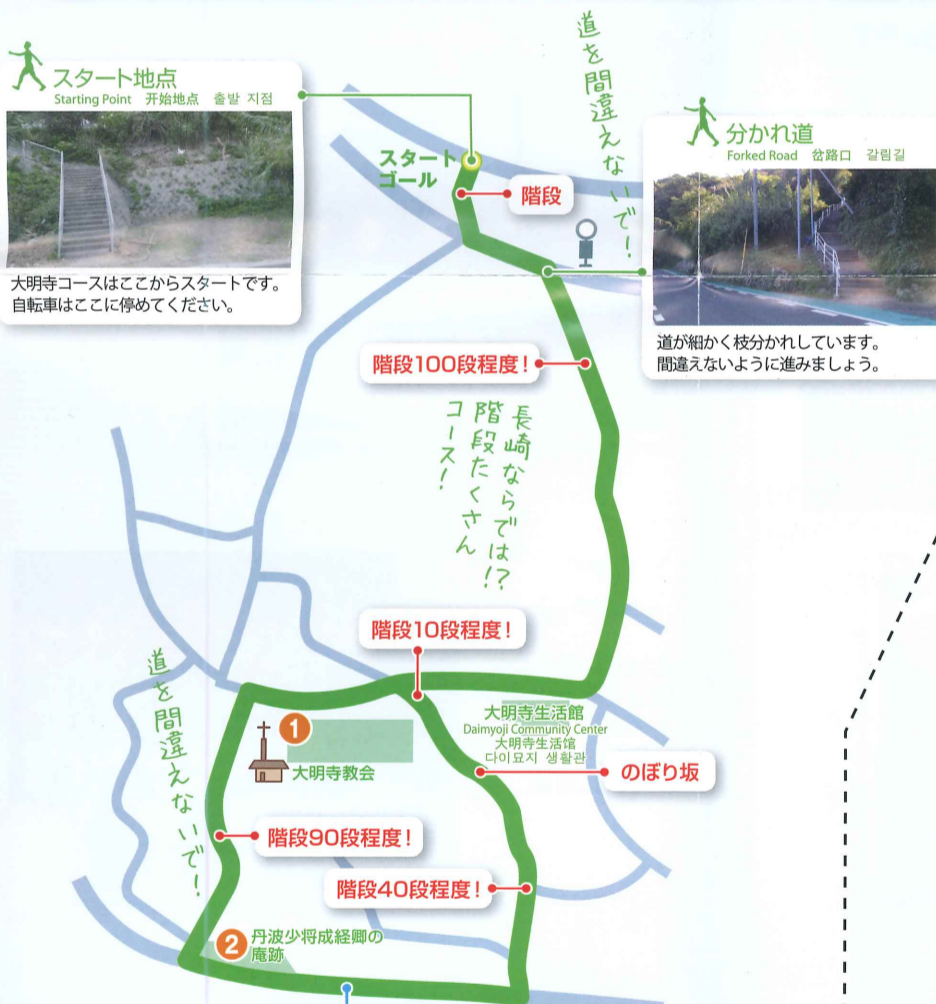 スタート地点
Starting Point 开始地点 출발 지점
大明寺コースはここからスタートです。
自転車はここに停めてください。
スタート
ゴール
階段
道を間違えないで!
分かれ道
Forked Road 岔路口 갈림길
道が細かく枝分かれしています。
間違えないように進みましょう。
階段100段程度!
長崎ならでは!?
階段たくさん!
コース!
階段10段程度!
道を間違えないで!
1
大明寺教会
大明寺生活館
Daimyoji Community Center
大明寺生活馆
다이묘지 생활관
のぼり坂
階段90段程度!
階段40段程度!
2
丹波少将成経卿の
庵跡